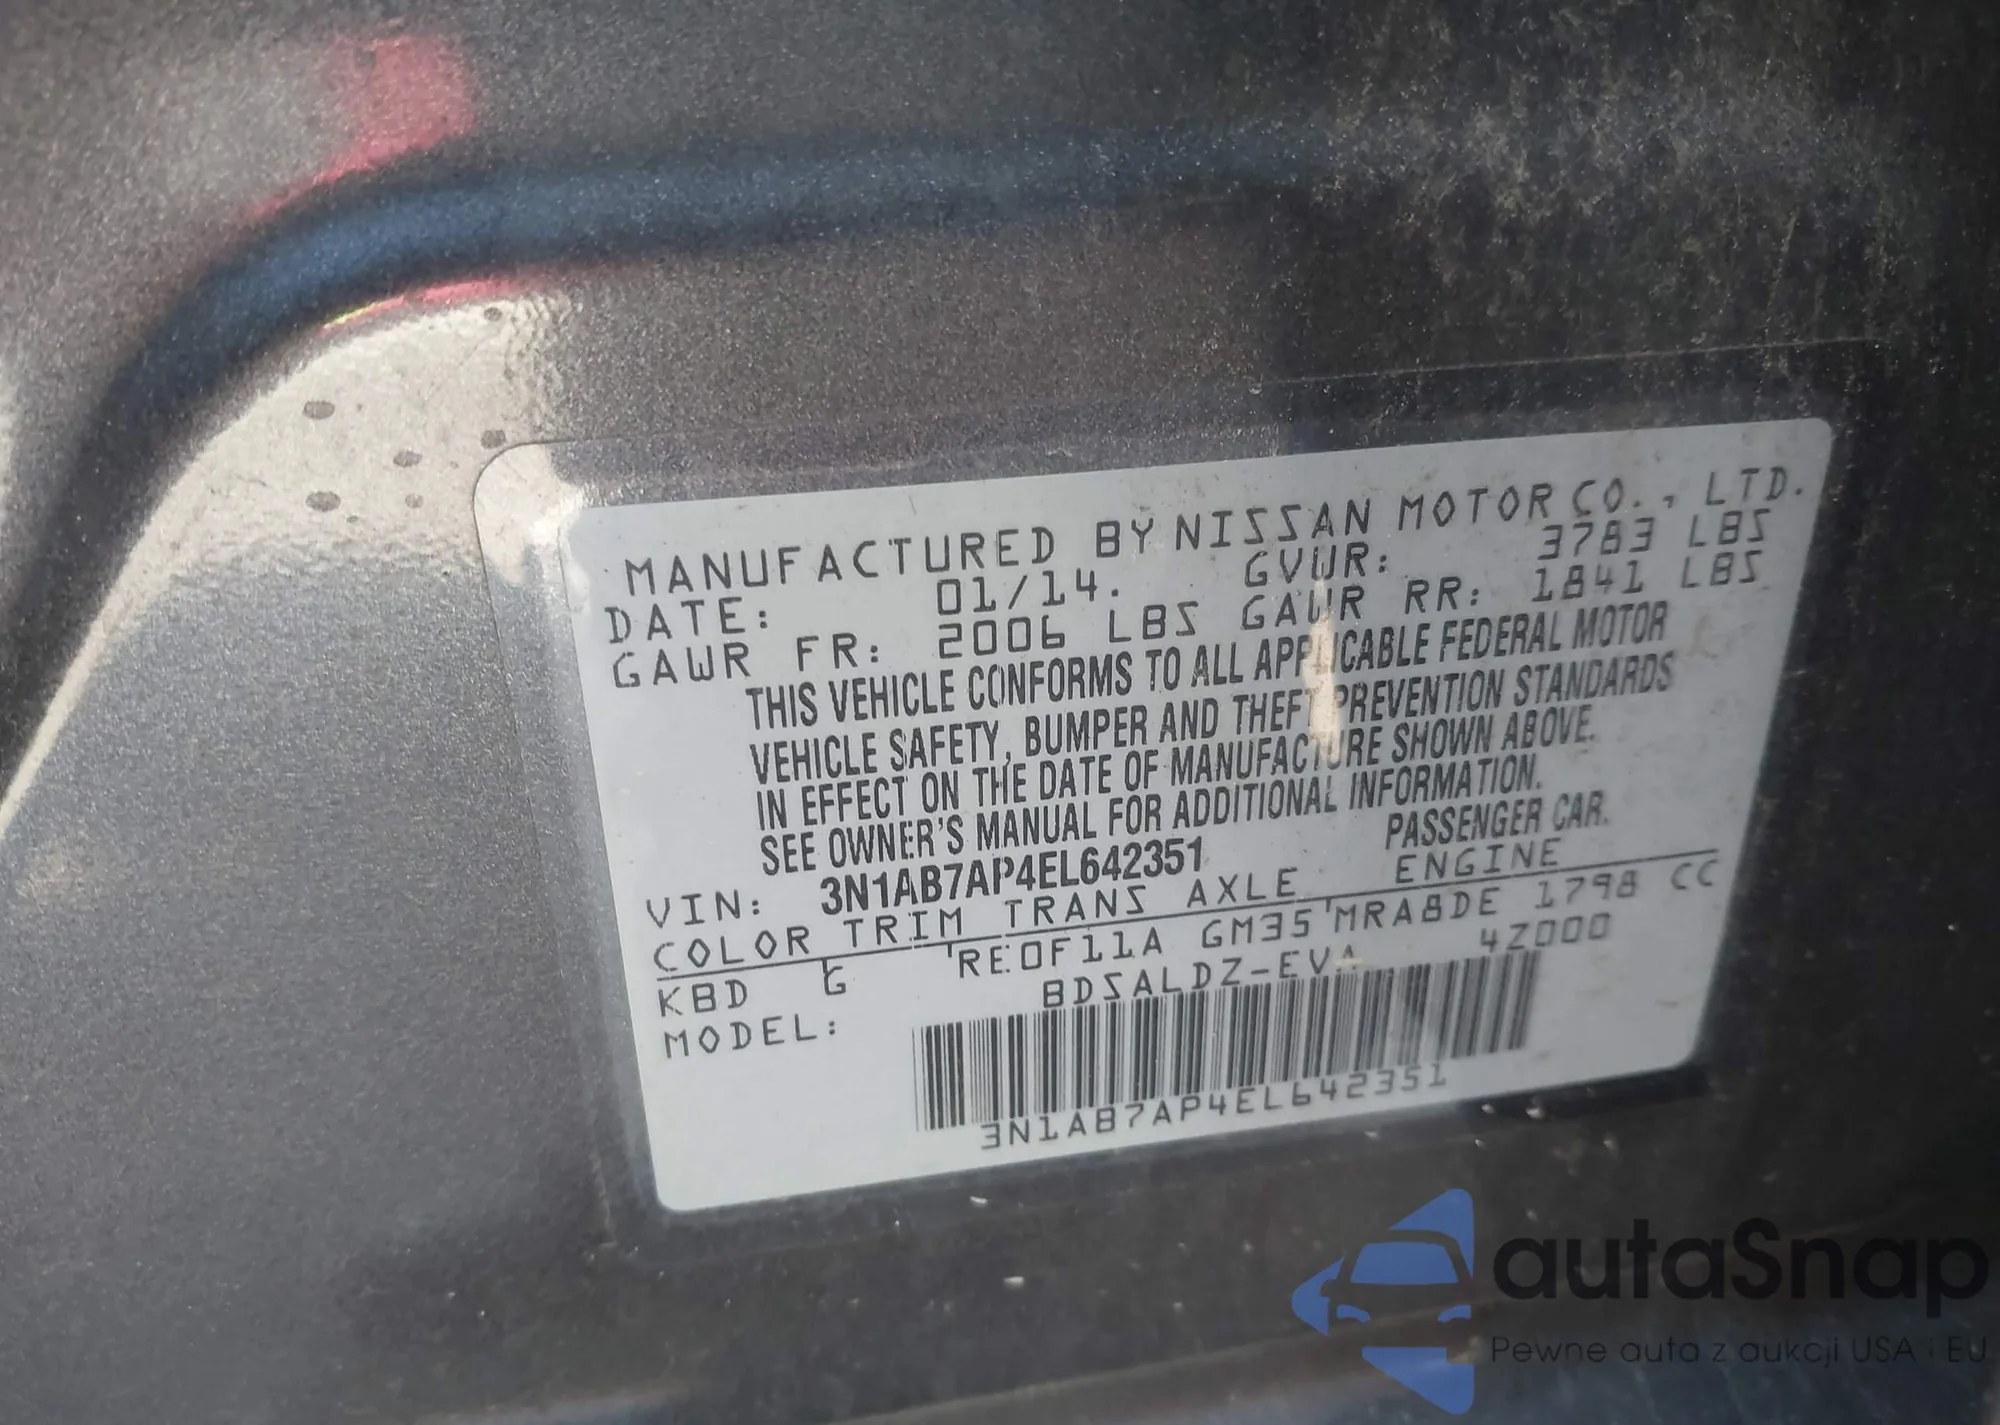 MANUFACTURED BY NISSAN MOTOR CO., LTD.
DATE: 01/14. GVWR: 3783 LBS
GAWR FR: 2006 LBS GAWR RR: 1841 LBS
THIS VEHICLE CONFORMS TO ALL APPLICABLE FEDERAL MOTOR
VEHICLE SAFETY, BUMPER AND THEFT PREVENTION STANDARDS
IN EFFECT ON THE DATE OF MANUFACTURE SHOWN ABOVE.
SEE OWNER'S MANUAL FOR ADDITIONAL INFORMATION.
VIN: 3N1AB7AP4EL642351 PASSENGER CAR.
COLOR TRIM TRANS AXLE ENGINE
KBD G RE0F11A GM35 MRA8DE 1798 CC
MODEL: BDSALDZ-EVA 4Z000
3N1AB7AP4EL642351
autaSnap
Pewne auta z aukcji USA i EU